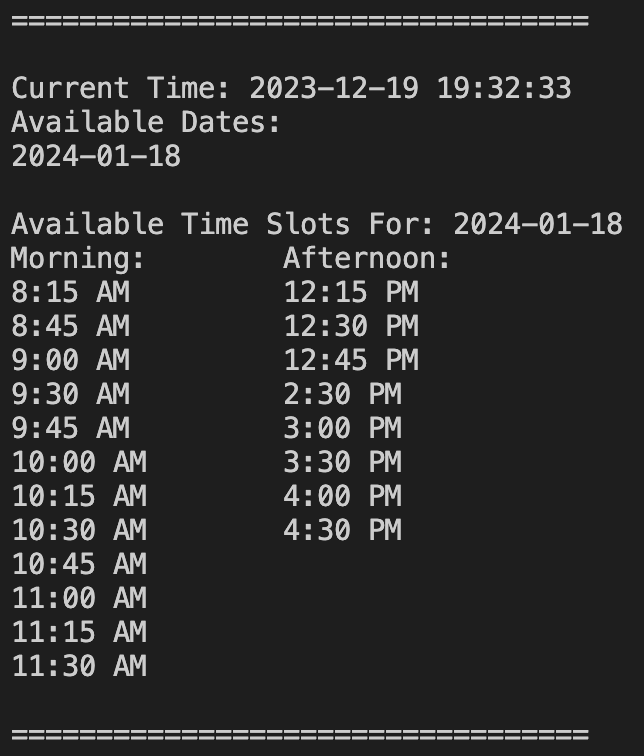 ==================================
Current Time: 2023-12-19 19:32:33
Available Dates:
2024-01-18
Available Time Slots For: 2024-01-18
Morning:        Afternoon:
8:15 AM         12:15 PM
8:45 AM         12:30 PM
9:00 AM         12:45 PM
9:30 AM         2:30 PM
9:45 AM         3:00 PM
10:00 AM        3:30 PM
10:15 AM        4:00 PM
10:30 AM        4:30 PM
10:45 AM
11:00 AM
11:15 AM
11:30 AM
==================================